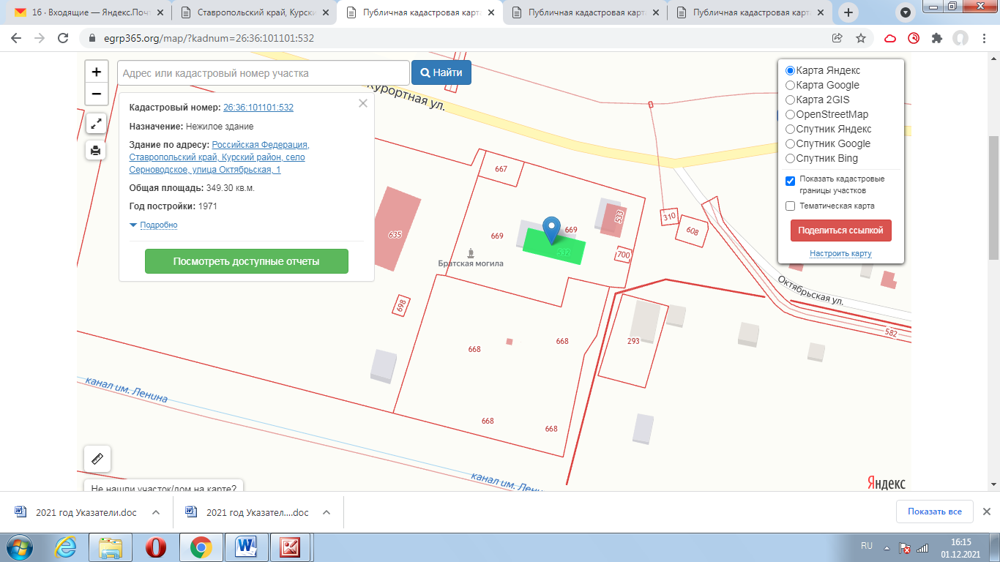 16 · Входящие — Яндекс.Почт
Ставропольский край, Курски
Публичная кадастровая карта
Публичная кадастровая карта
Публичная кадастровая карта
egrp365.org/map/?kadnum=26:36:101101:532
+
−
Адрес или кадастровый номер участка
Найти
Кадастровый номер: 26:36:101101:532
Назначение: Нежилое здание
Здание по адресу: Российская Федерация,
Ставропольский край, Курский район, село
Серноводское, улица Октябрьская, 1
Общая площадь: 349.30 кв.м.
Год постройки: 1971
Подробно
Посмотреть доступные отчеты
Карта Яндекс
Карта Google
Карта 2GIS
OpenStreetMap
Спутник Яндекс
Спутник Google
Спутник Bing
Показать кадастровые
границы участков
Тематическая карта
Поделиться ссылкой
Настроить карту
Курортная ул.
667
669
669
533
532
635
Братская могила
700
310
608
Октябрьская ул.
698
668
668
293
582
668
668
канал им. Ленина
канал им. Ленина
Яндекс
Не нашли участок/дом на карте?
2021 год Указатели.doc
2021 год Указател....doc
Показать все
RU
16:15
01.12.2021